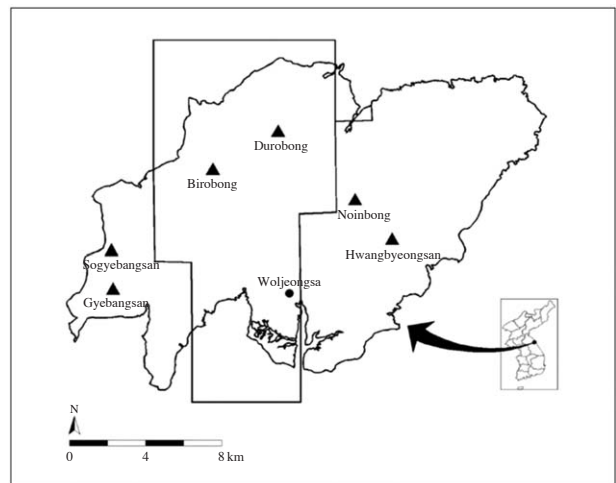 Durobong
Birobong
Noinbong
Hwangbyeongsan
Sogyebangsan
Woljeongsa
Gyebangsan
N
0 4 8 km